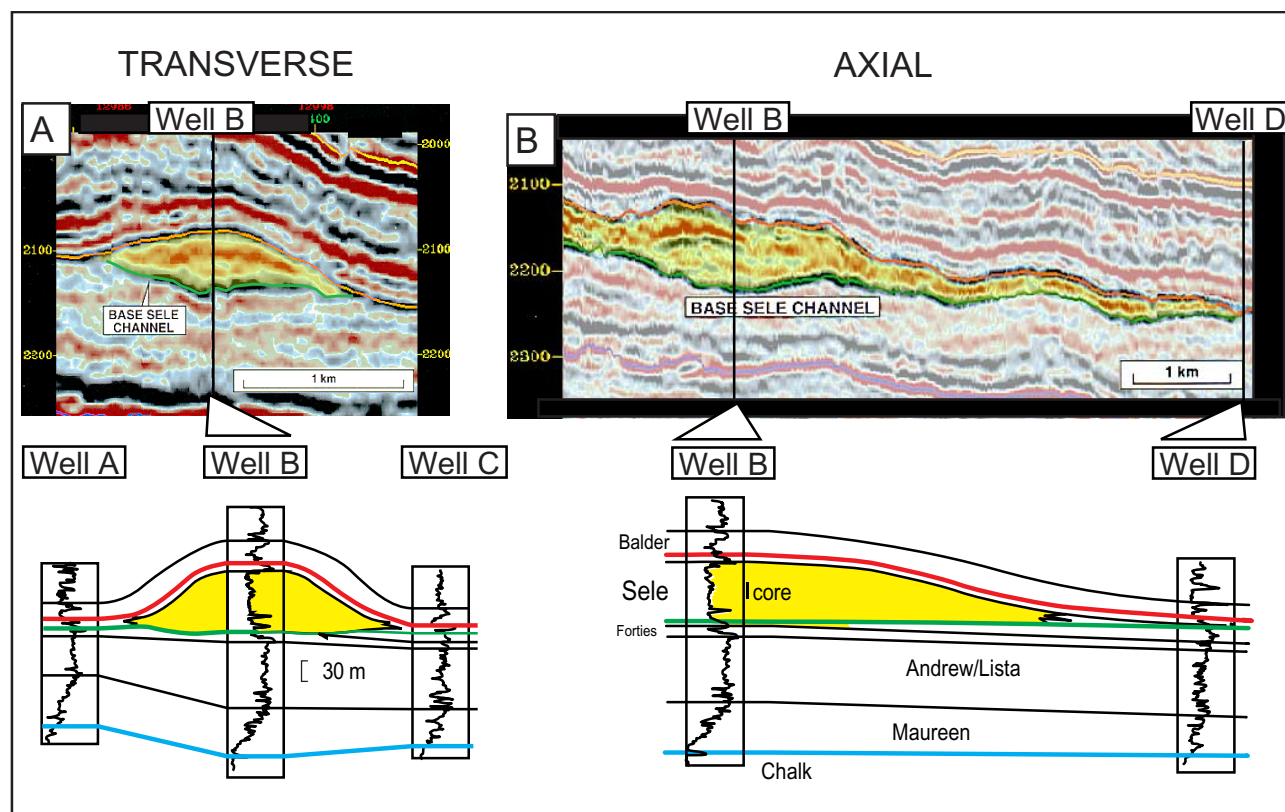 TRANSVERSE
AXIAL
A
Well B
2000
2100
2200
2000
2100
2200
BASE SELE
CHANNEL
1 km
B
Well B
Well D
2100
2200
2300
BASE SELE CHANNEL
1 km
Well A
Well B
Well C
30 m
Well B
Well D
Balder
Sele
core
Forties
Andrew/Lista
Maureen
Chalk